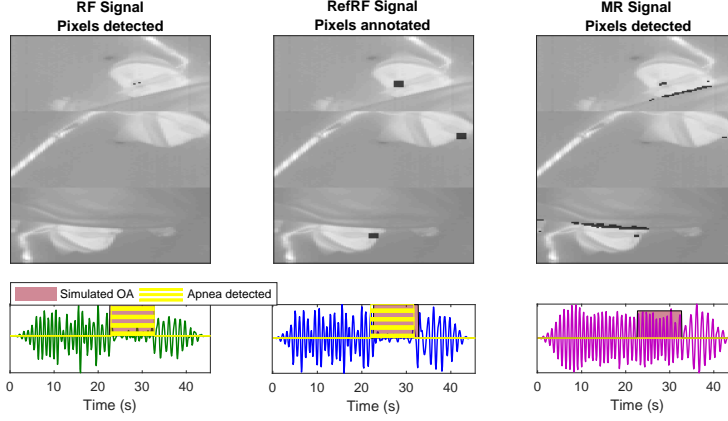 RF Signal
Pixels detected
RefRF Signal
Pixels annotated
MR Signal
Pixels detected
Simulated OA Apnea detected
0 10 20 30 40
Time (s)
0 10 20 30 40
Time (s)
0 10 20 30 40
Time (s)